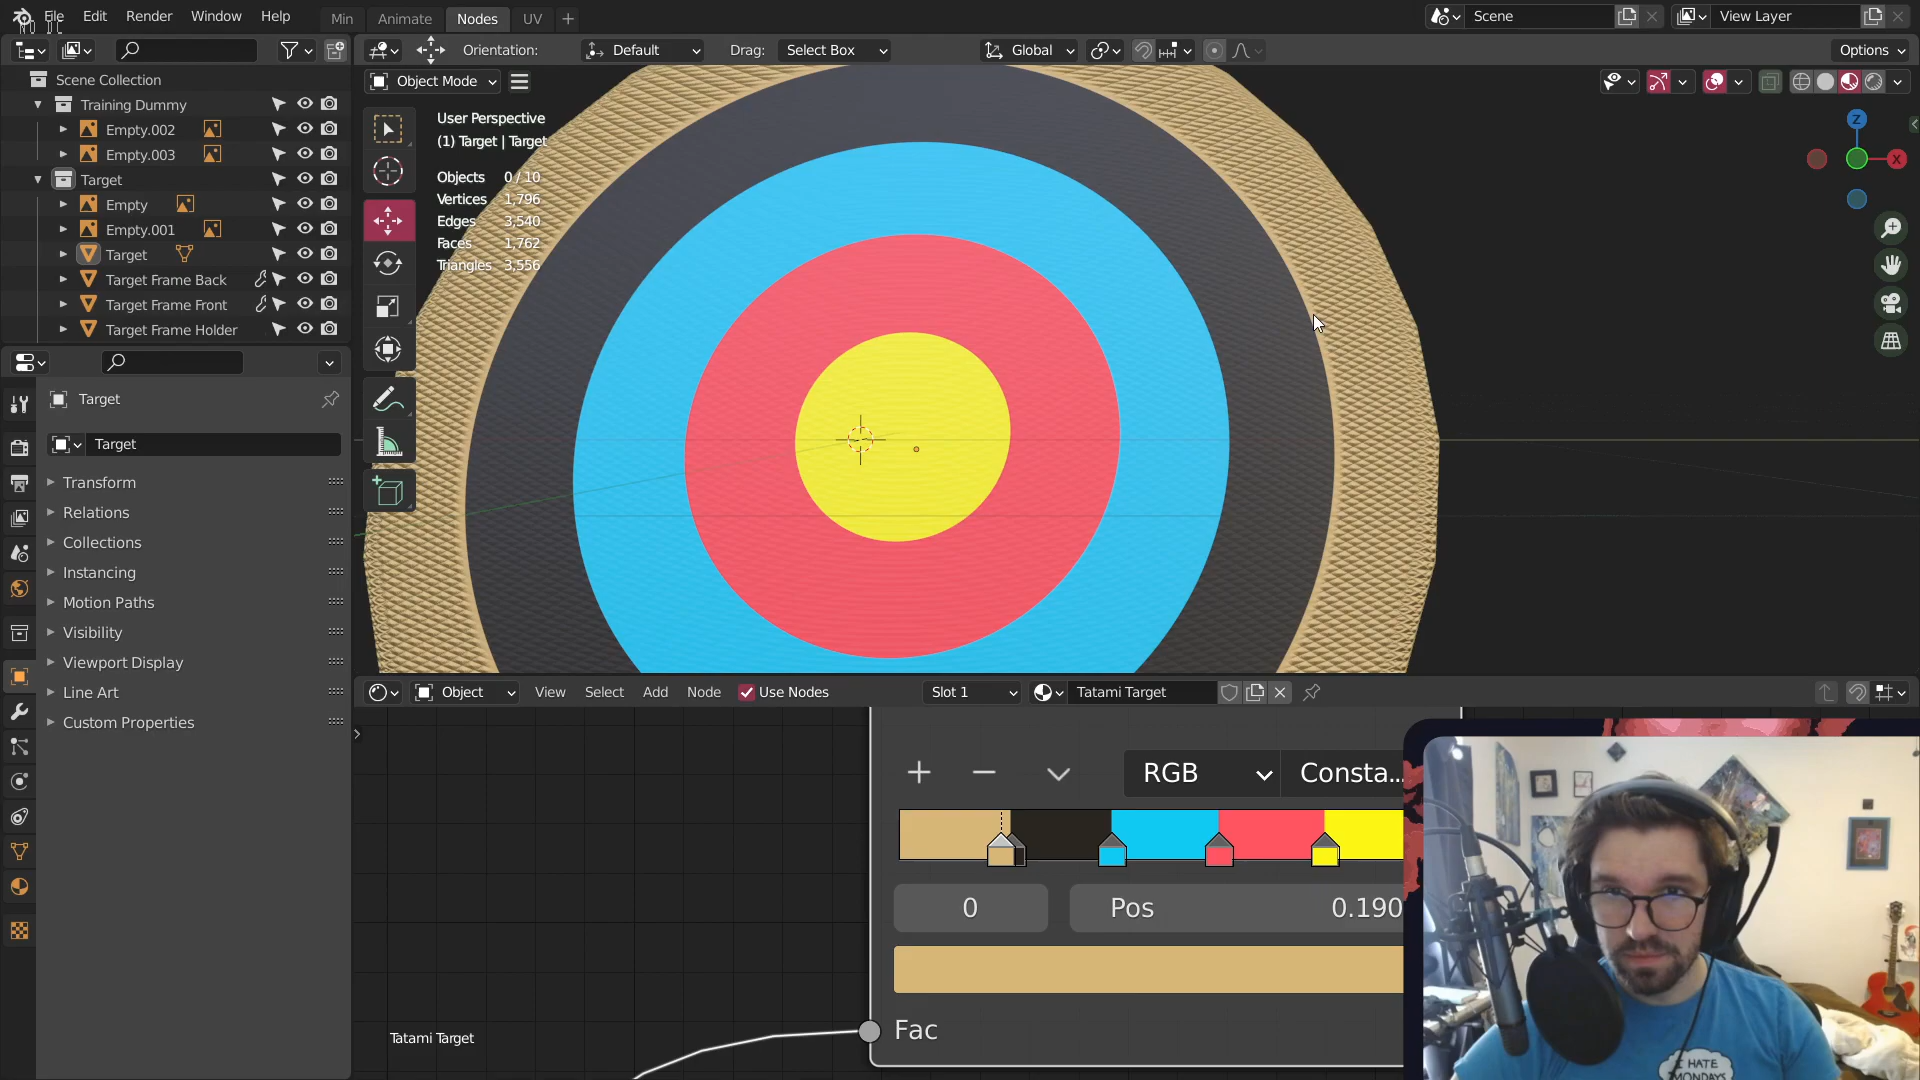 File Edit Render Window Help Min Animate Nodes UV Scene View Layer
Orientation: Default Drag: Select Box Global Options
Object Mode
Scene Collection
Training Dummy
Empty.002
Empty.003
Target
Empty
Empty.001
Target
Target Frame Back
Target Frame Front
Target Frame Holder
User Perspective
(1) Target | Target
Objects 0/10
Vertices 1,796
Edges 3,540
Faces 1,762
Triangles 3,556
Z
X
Target
Target
Transform
Relations
Collections
Instancing
Motion Paths
Visibility
Viewport Display
Line Art
Custom Properties
Object View Select Add Node Use Nodes Slot 1 Tatami Target
RGB Consta...
0 Pos 0.190
Fac
Tatami Target
I HATE
MONDAYS